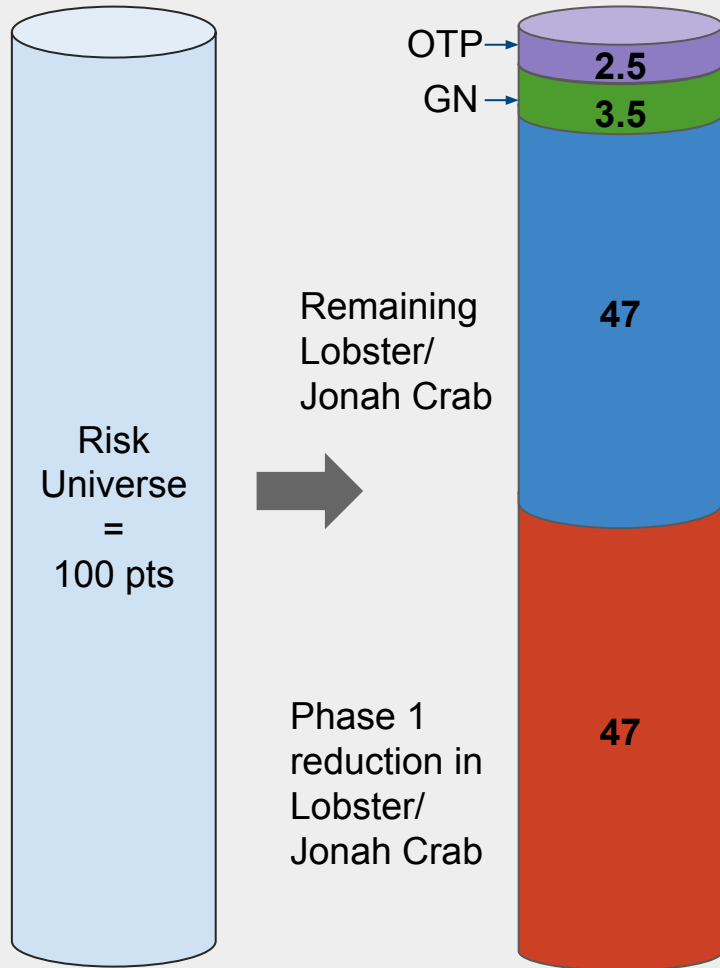 Risk
Universe
=
100 pts
OTP
2.5
GN
3.5
Remaining
Lobster/
Jonah Crab
47
Phase 1
reduction in
Lobster/
Jonah Crab
47